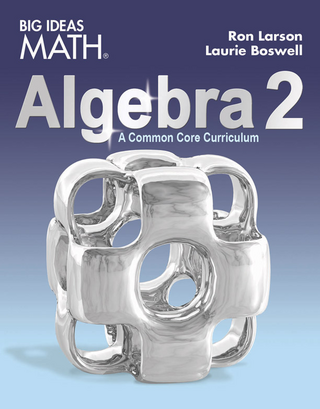 BIG IDEAS
MATH®
Ron Larson
Laurie Boswell
Algebra 2
A Common Core Curriculum